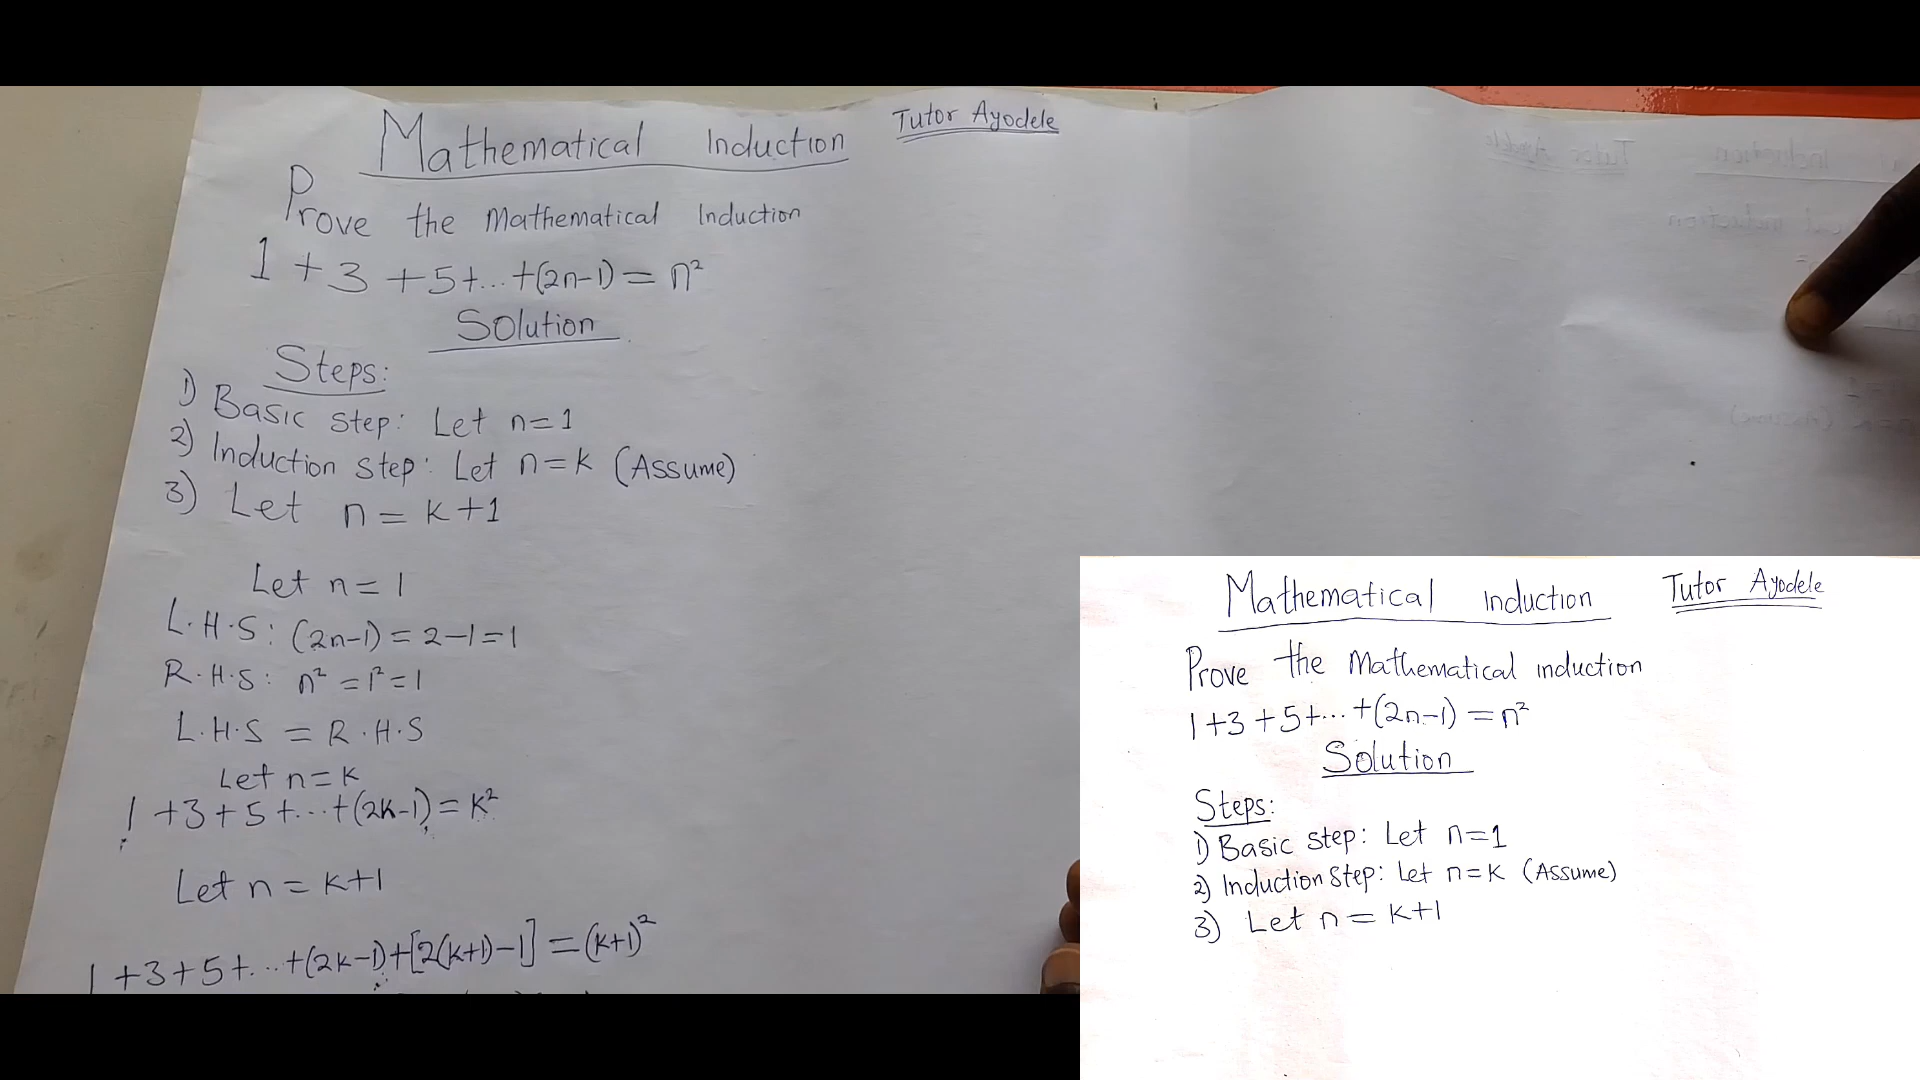 Mathematical Induction Tutor Ayodele
Prove the Mathematical Induction
1 + 3 + 5 + ... + (2n-1) = n²
Solution
Steps:
1) Basic step: Let n=1
2) Induction step: Let n=k (Assume)
3) Let n = k+1
Let n = 1
L.H.S: (2n-1) = 2-1=1
R.H.S: n² = 1² = 1
L.H.S = R.H.S
Let n=k
1 + 3 + 5 + ... + (2k-1) = k²
Let n = k+1
1 + 3 + 5 + ... + (2k-1) + [2(k+1)-1] = (k+1)²
Mathematical induction Tutor Ayodele
Prove the Mathematical induction
1 + 3 + 5 + ... + (2n-1) = n²
Solution
Steps:
1) Basic step: Let n=1
2) Induction step: Let n=k (Assume)
3) Let n = k+1